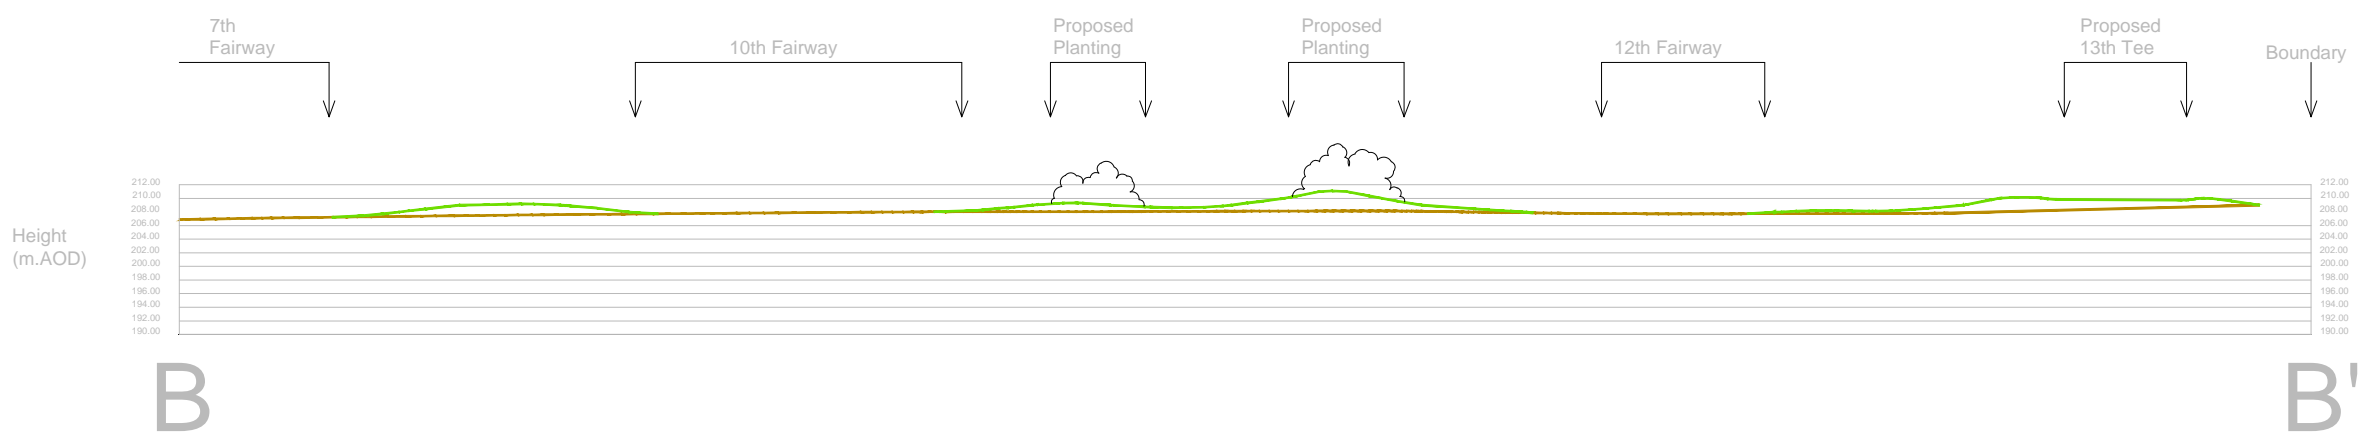 7th
Fairway
10th Fairway
Proposed
Planting
Proposed
Planting
12th Fairway
Proposed
13th Tee
Boundary
Height
(m.AOD)
212.00
210.00
208.00
206.00
204.00
202.00
200.00
198.00
196.00
194.00
192.00
190.00
212.00
210.00
208.00
206.00
204.00
202.00
200.00
198.00
196.00
194.00
192.00
190.00
B
B'